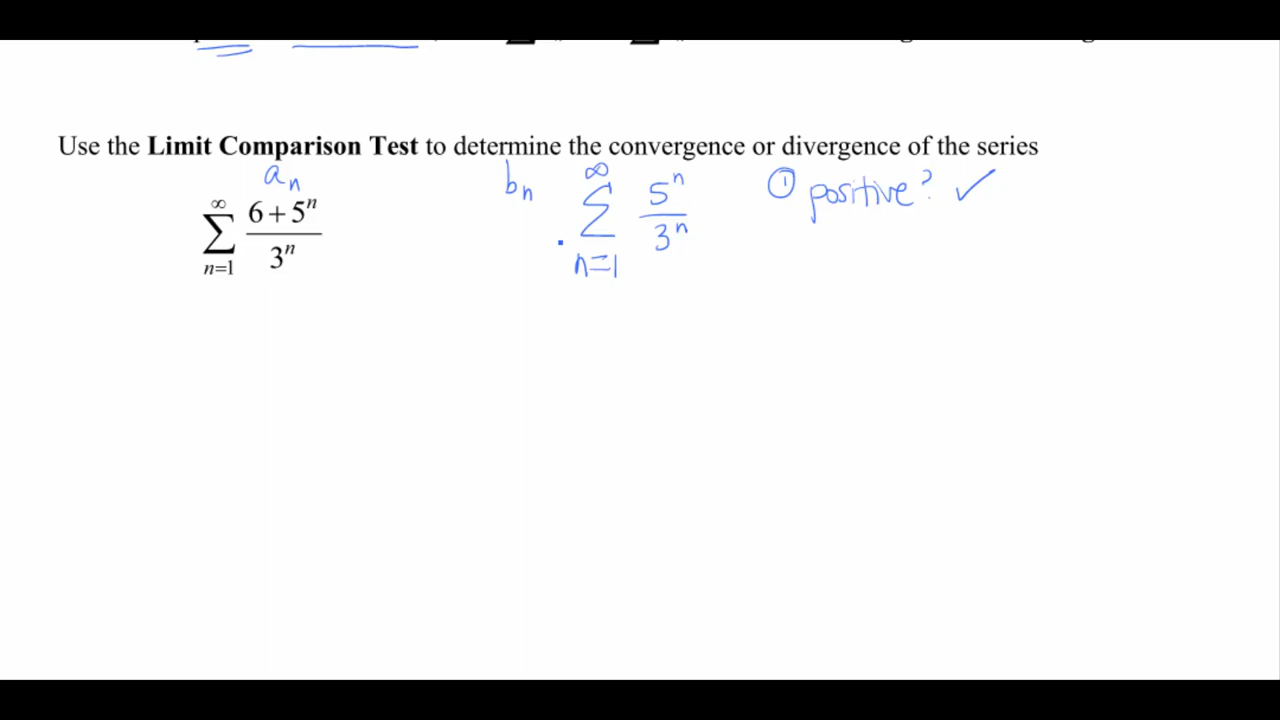 Use the Limit Comparison Test to determine the convergence or divergence of the series
a_n
∞ ∑ n=1 (6 + 5^n)/3^n
b_n ∞ ∑ n=1 5^n/3^n
① positive? ✓